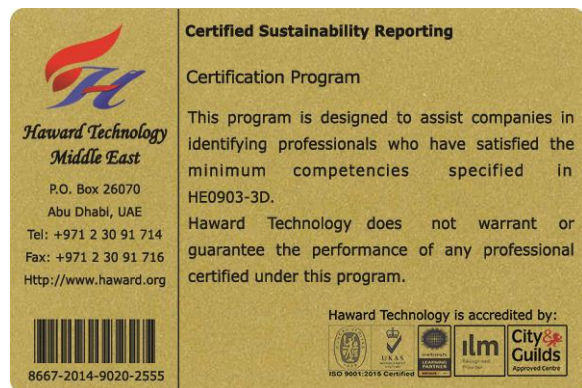 Haward Technology
Middle East
P.O. Box 26070
Abu Dhabi, UAE
Tel: +971 2 30 91 714
Fax: +971 2 30 91 716
Http://www.haward.org
8667-2014-9020-2555
Certified Sustainability Reporting
Certification Program
This program is designed to assist companies in
identifying professionals who have satisfied the
minimum competencies specified in
HE0903-3D.
Haward Technology does not warrant or
guarantee the performance of any professional
certified under this program.
Haward Technology is accredited by:
UKAS
ISO 9001:2015 Certified
ilm
Recognised
Provider
City&
Guilds
Approved Centre